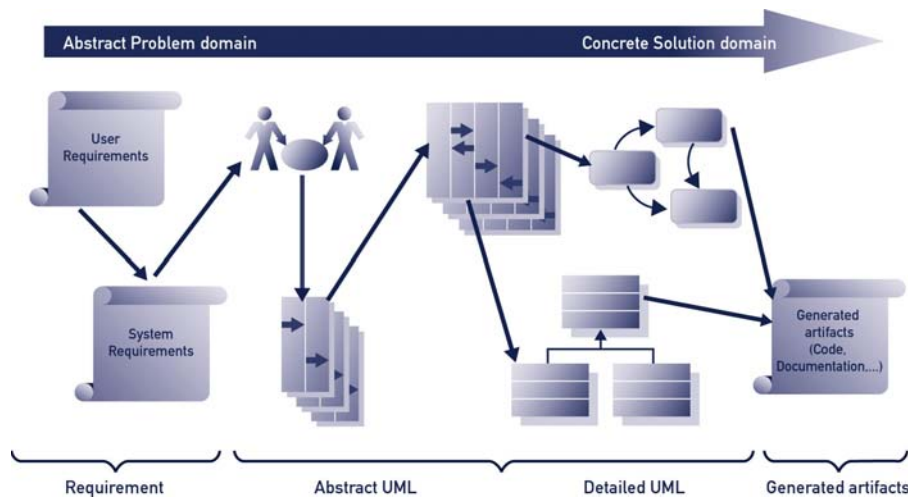 Abstract Problem domain
Concrete Solution domain
User
Requirements
System
Requirements
Generated
artifacts
(Code,
Documentation....)
Requirement
Abstract UML
Detailed UML
Generated artifacts